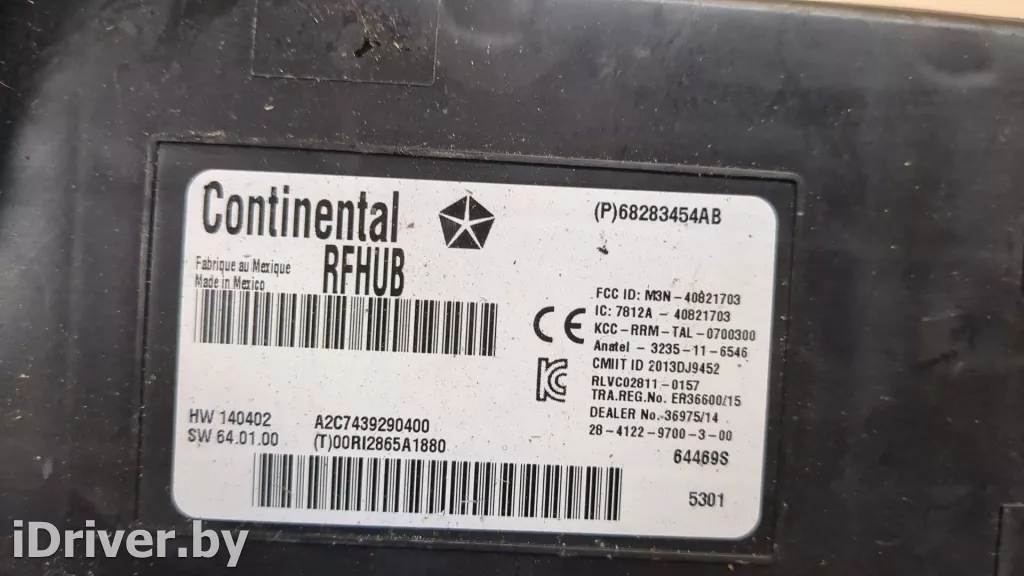 Continental
(P)68283454AB
Fabrique au Mexique
Made in Mexico
RFHUB
FCC ID: M3N-40821703
IC: 7812A - 40821703
KCC-RRM-TAL-0700300
Anatel - 3235-11-6546
CMIIT ID 2013DJ9452
RLVC02811-0157
TRA.REG.No. ER36600/15
DEALER No.-36975/14
28-4122-9700-3-00
CE
HW 140402
SW 64.01.00
A2C7439290400
(T)00RI2865A1880
64469S
5301
iDriver.by